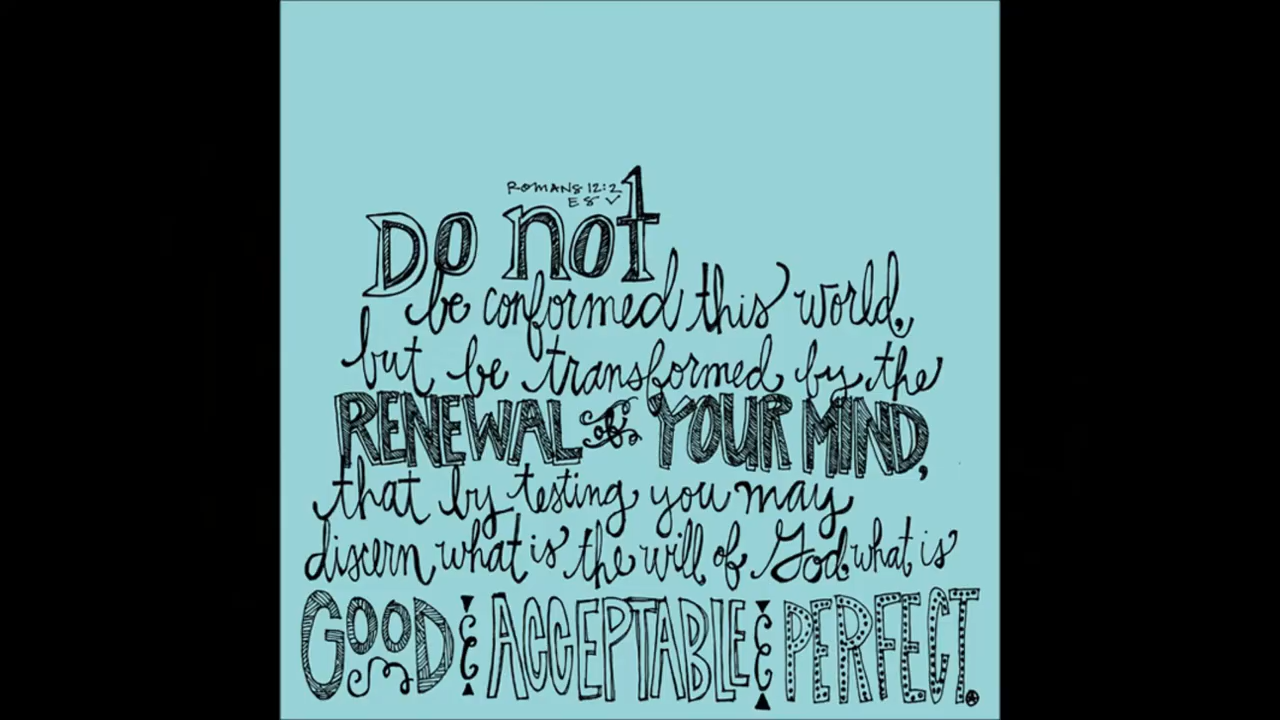 ROMANS 12:2
ESV
Do not
be conformed this world,
but be transformed by the
RENEWAL of YOUR MIND,
that by testing you may
discern what is the will of God, what is
GOOD & ACCEPTABLE & PERFECT.